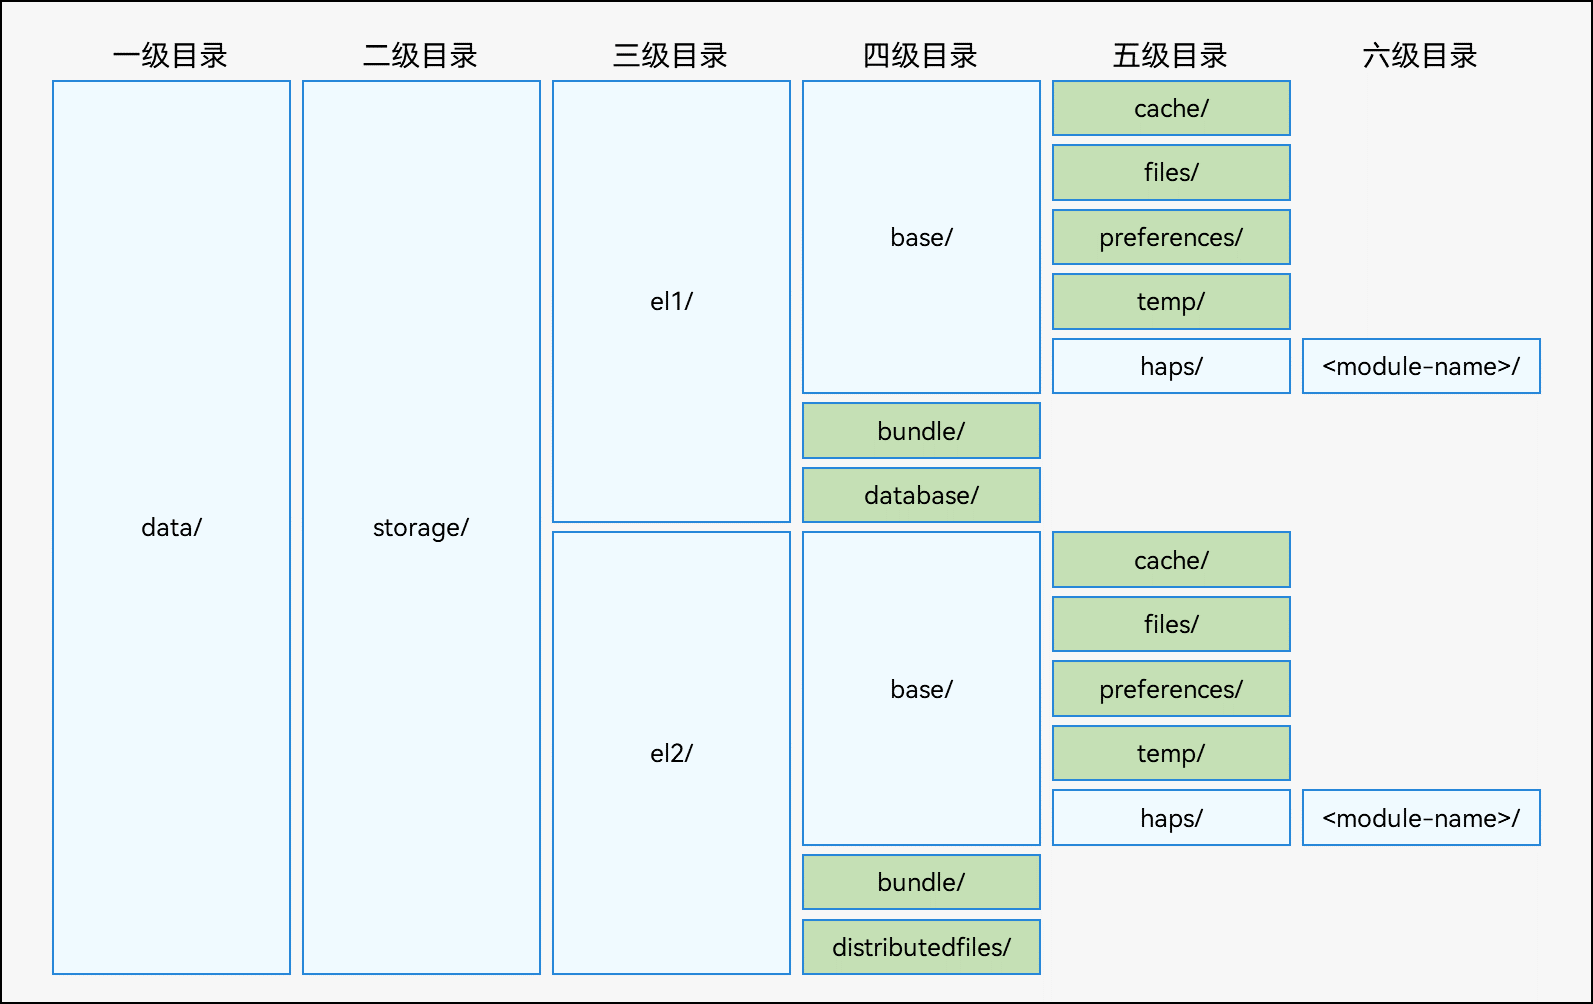 一级目录
二级目录
三级目录
四级目录
五级目录
六级目录
data/
storage/
el1/
base/
cache/
files/
preferences/
temp/
haps/
<module-name>/
bundle/
database/
el2/
base/
cache/
files/
preferences/
temp/
haps/
<module-name>/
bundle/
distributedfiles/